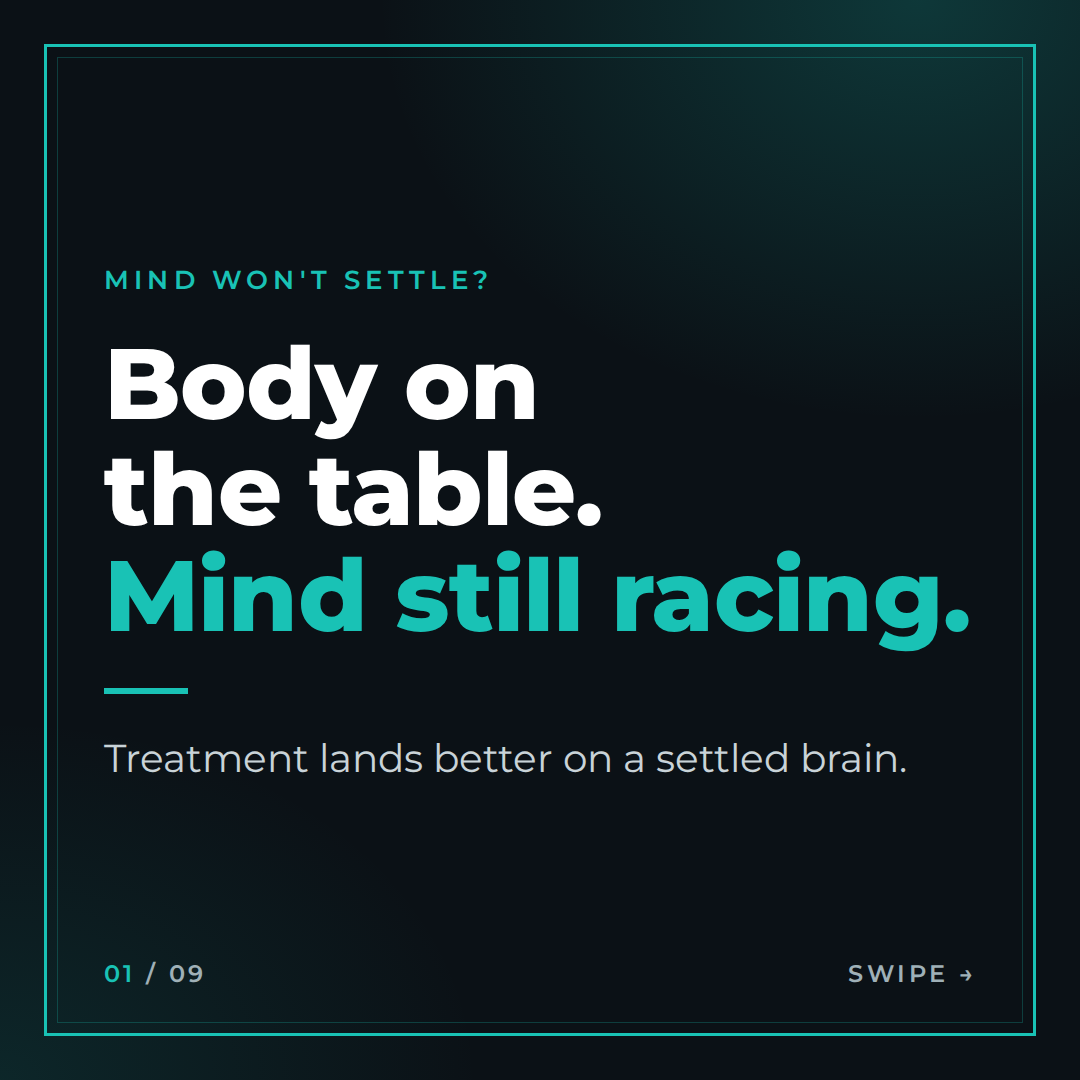 MIND WON'T SETTLE?
Body on
the table.
Mind still racing.
Treatment lands better on a settled brain.
01 / 09
SWIPE →